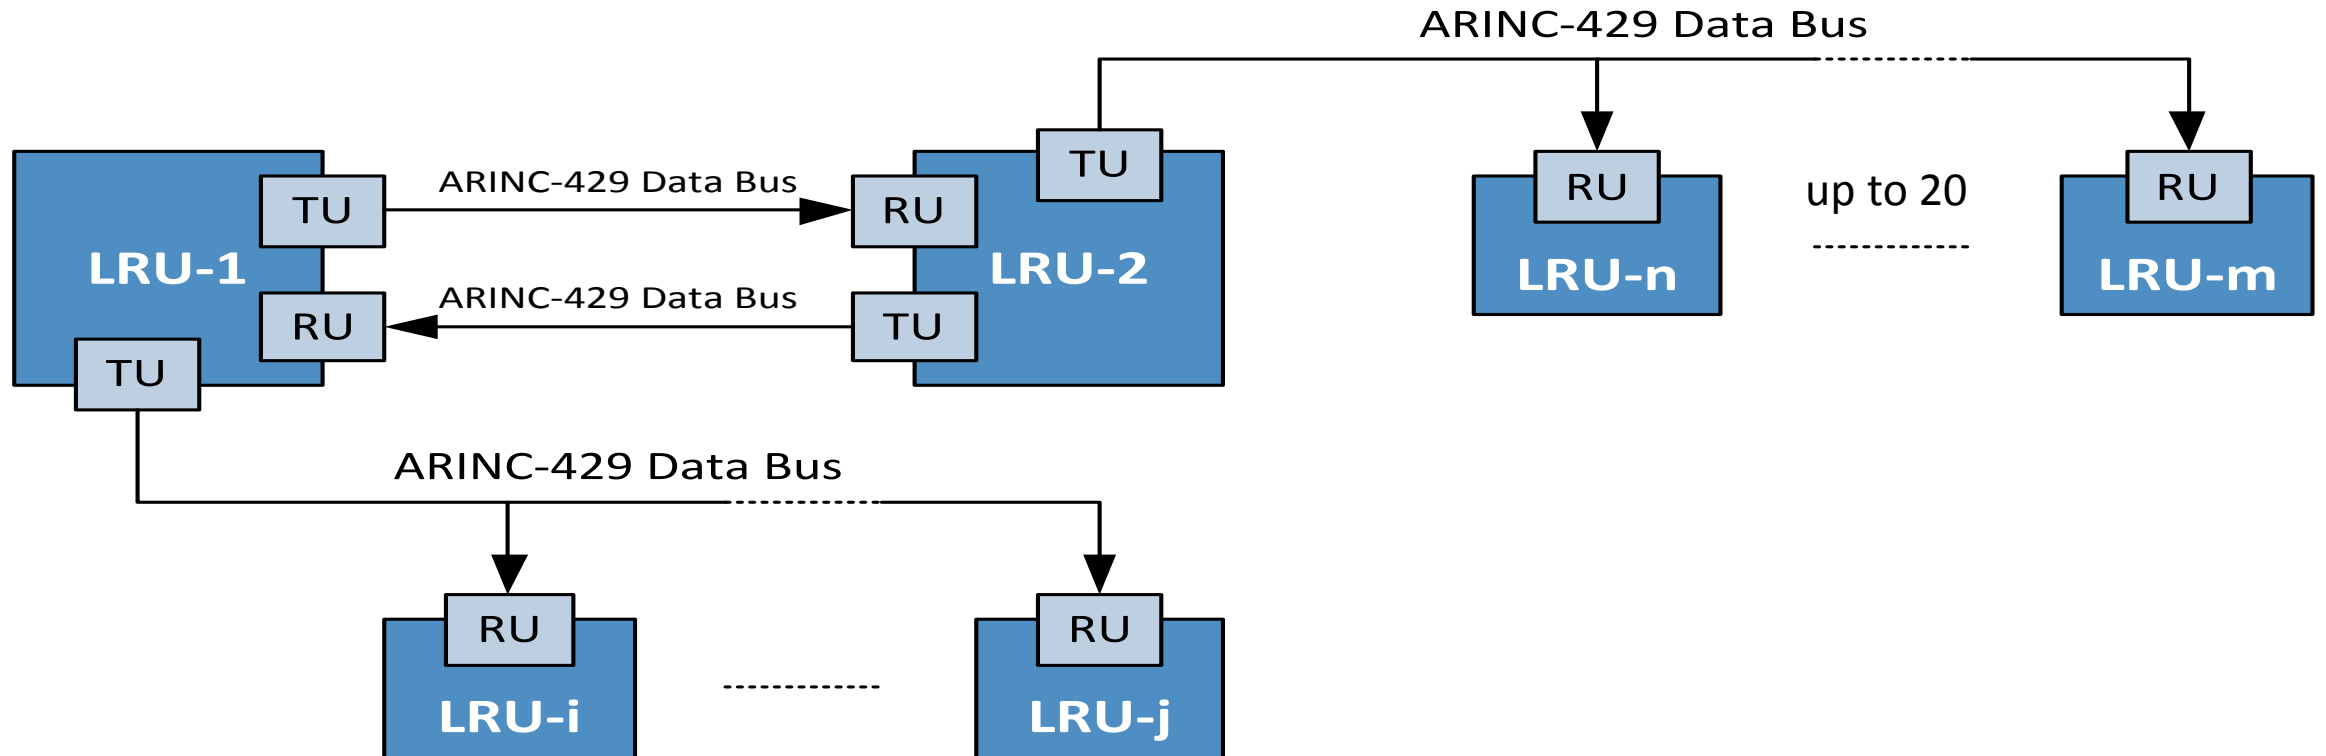 ARINC-429 Data Bus
TU
ARINC-429 Data Bus
TU
RU
RU
up to 20
RU
LRU-1
LRU-2
LRU-n
LRU-m
ARINC-429 Data Bus
RU
TU
TU
ARINC-429 Data Bus
RU
RU
LRU-i
LRU-j